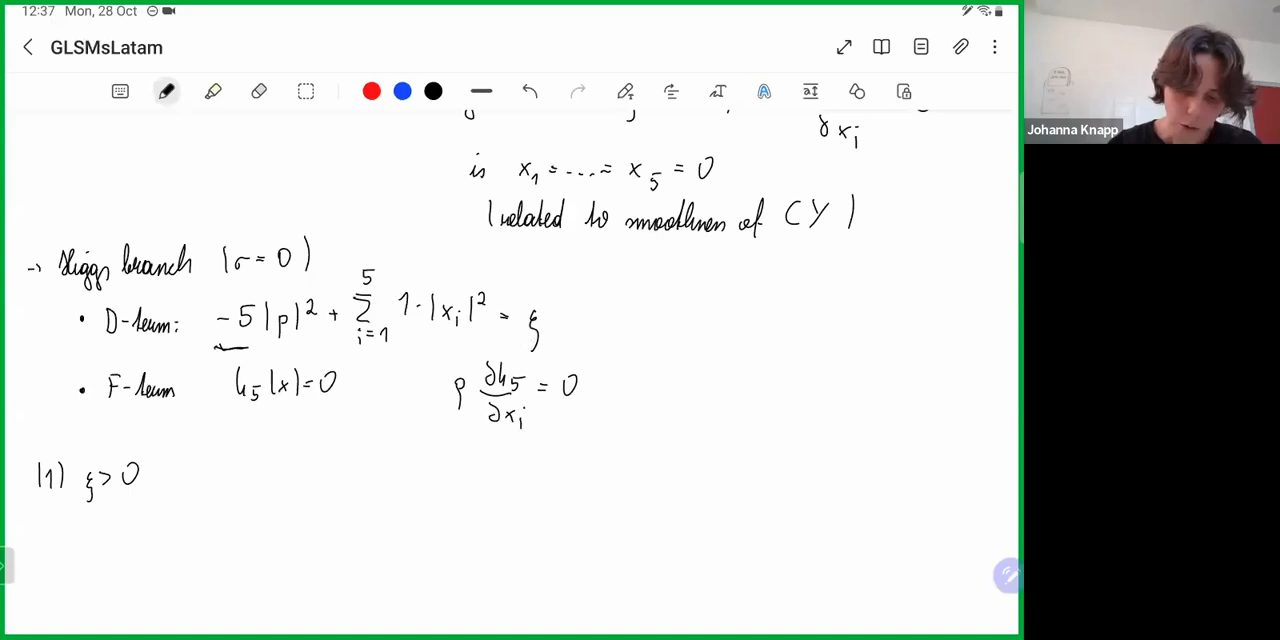 12:37 Mon, 28 Oct
GLSMsLatam
Johanna Knapp
∂x_i
is x_1 = ... = x_5 = 0
(related to smoothness of CY)
→ Higgs branch (σ = 0)
• D-term: -5|p|^2 + ∑_{i=1}^{5} 1·|x_i|^2 = ξ
• F-term G_5(x) = 0 p ∂G_5/∂x_i = 0
(1) ξ > 0